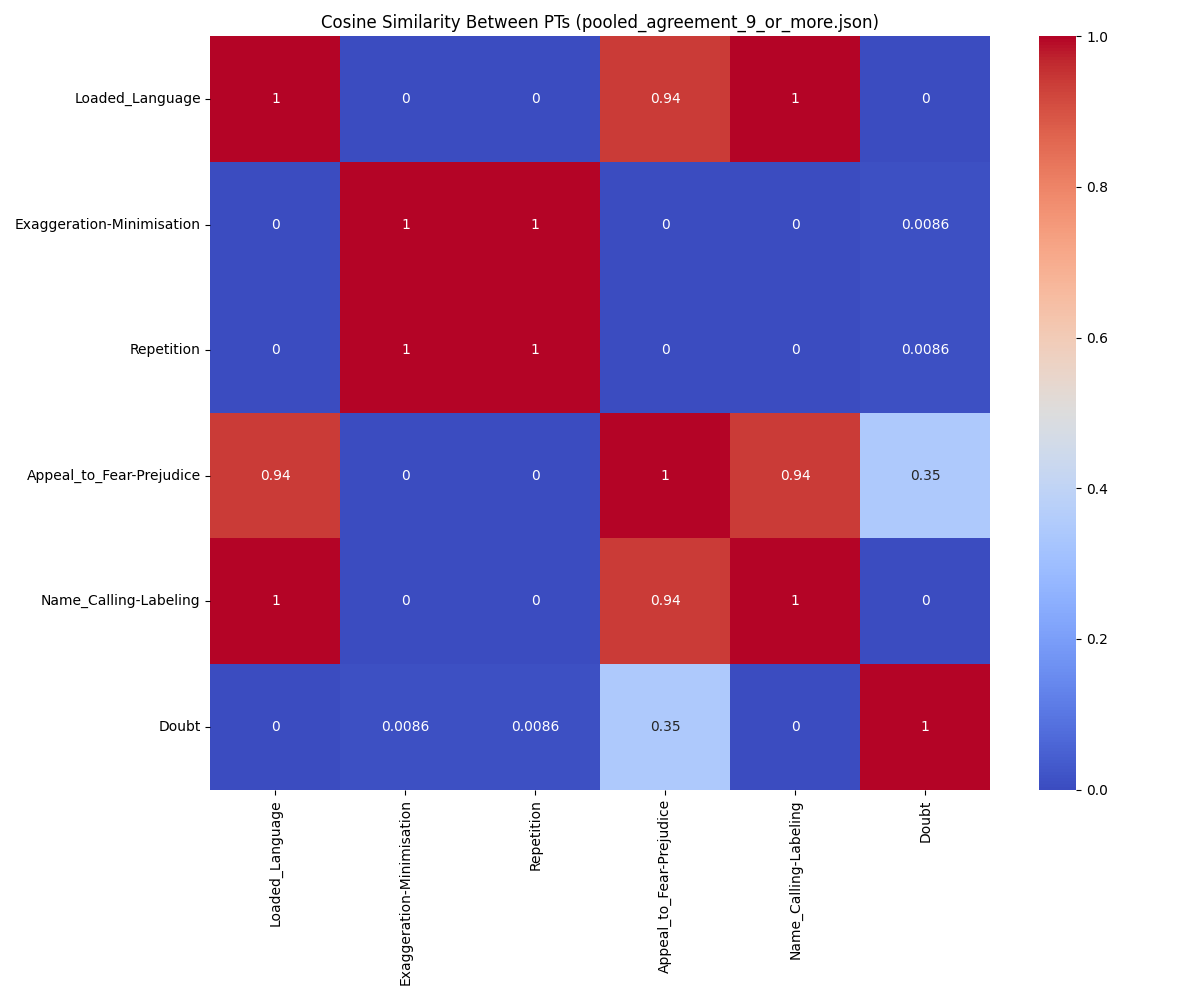 Cosine Similarity Between PTs (pooled_agreement_9_or_more.json)
Loaded_Language 1 0 0 0.94 1 0
Exaggeration-Minimisation 0 1 1 0 0 0.0086
Repetition 0 1 1 0 0 0.0086
Appeal_to_Fear-Prejudice 0.94 0 0 1 0.94 0.35
Name_Calling-Labeling 1 0 0 0.94 1 0
Doubt 0 0.0086 0.0086 0.35 0 1
Loaded_Language
Exaggeration-Minimisation
Repetition
Appeal_to_Fear-Prejudice
Name_Calling-Labeling
Doubt
1.0
0.8
0.6
0.4
0.2
0.0